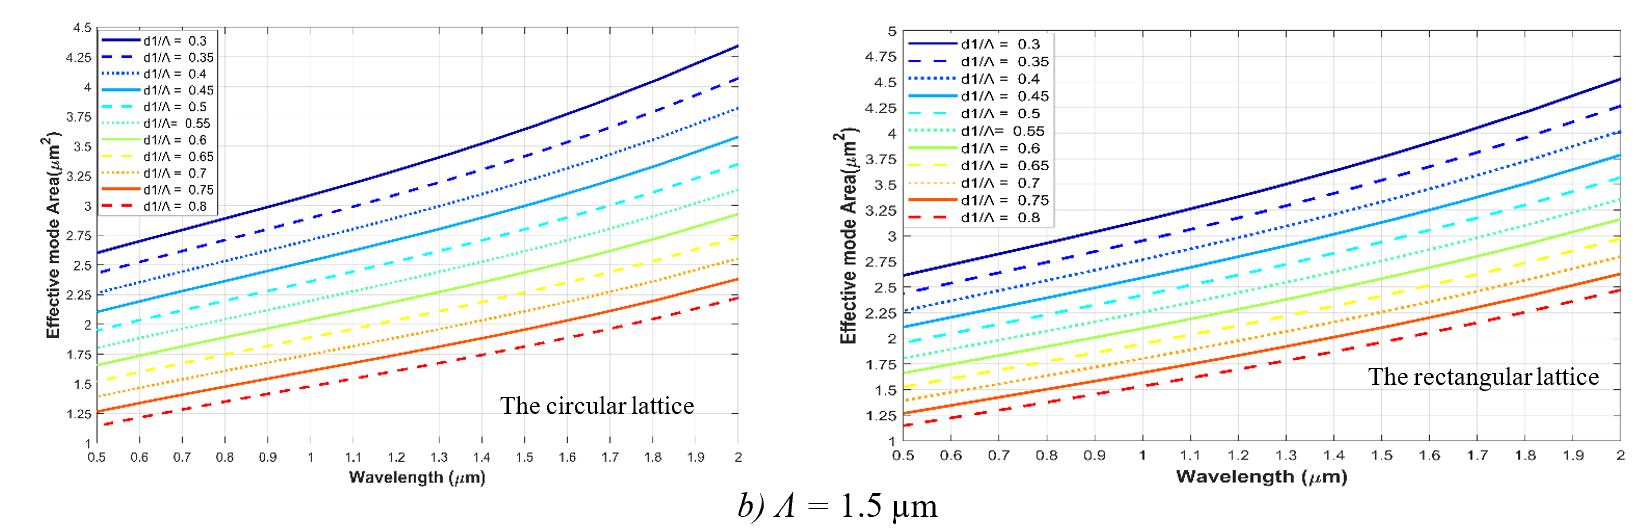 4.5
4.25
4
3.75
3.5
3.25
3
2.75
2.5
2.25
2
1.75
1.5
1.25
1
Effective mode Area(μm²)
d1/Λ = 0.3
d1/Λ = 0.35
d1/Λ = 0.4
d1/Λ = 0.45
d1/Λ = 0.5
d1/Λ= 0.55
d1/Λ = 0.6
d1/Λ = 0.65
d1/Λ = 0.7
d1/Λ = 0.75
d1/Λ = 0.8
The circular lattice
0.5 0.6 0.7 0.8 0.9 1 1.1 1.2 1.3 1.4 1.5 1.6 1.7 1.8 1.9 2
Wavelength (μm)
5
4.75
4.5
4.25
4
3.75
3.5
3.25
3
2.75
2.5
2.25
2
1.75
1.5
1.25
1
Effective mode Area (μm²)
d1/Λ = 0.3
d1/Λ = 0.35
d1/Λ = 0.4
d1/Λ = 0.45
d1/Λ = 0.5
d1/Λ= 0.55
d1/Λ = 0.6
d1/Λ = 0.65
d1/Λ = 0.7
d1/Λ = 0.75
d1/Λ = 0.8
The rectangular lattice
0.5 0.6 0.7 0.8 0.9 1 1.1 1.2 1.3 1.4 1.5 1.6 1.7 1.8 1.9 2
Wavelength (μm)
b) Λ = 1.5 μm